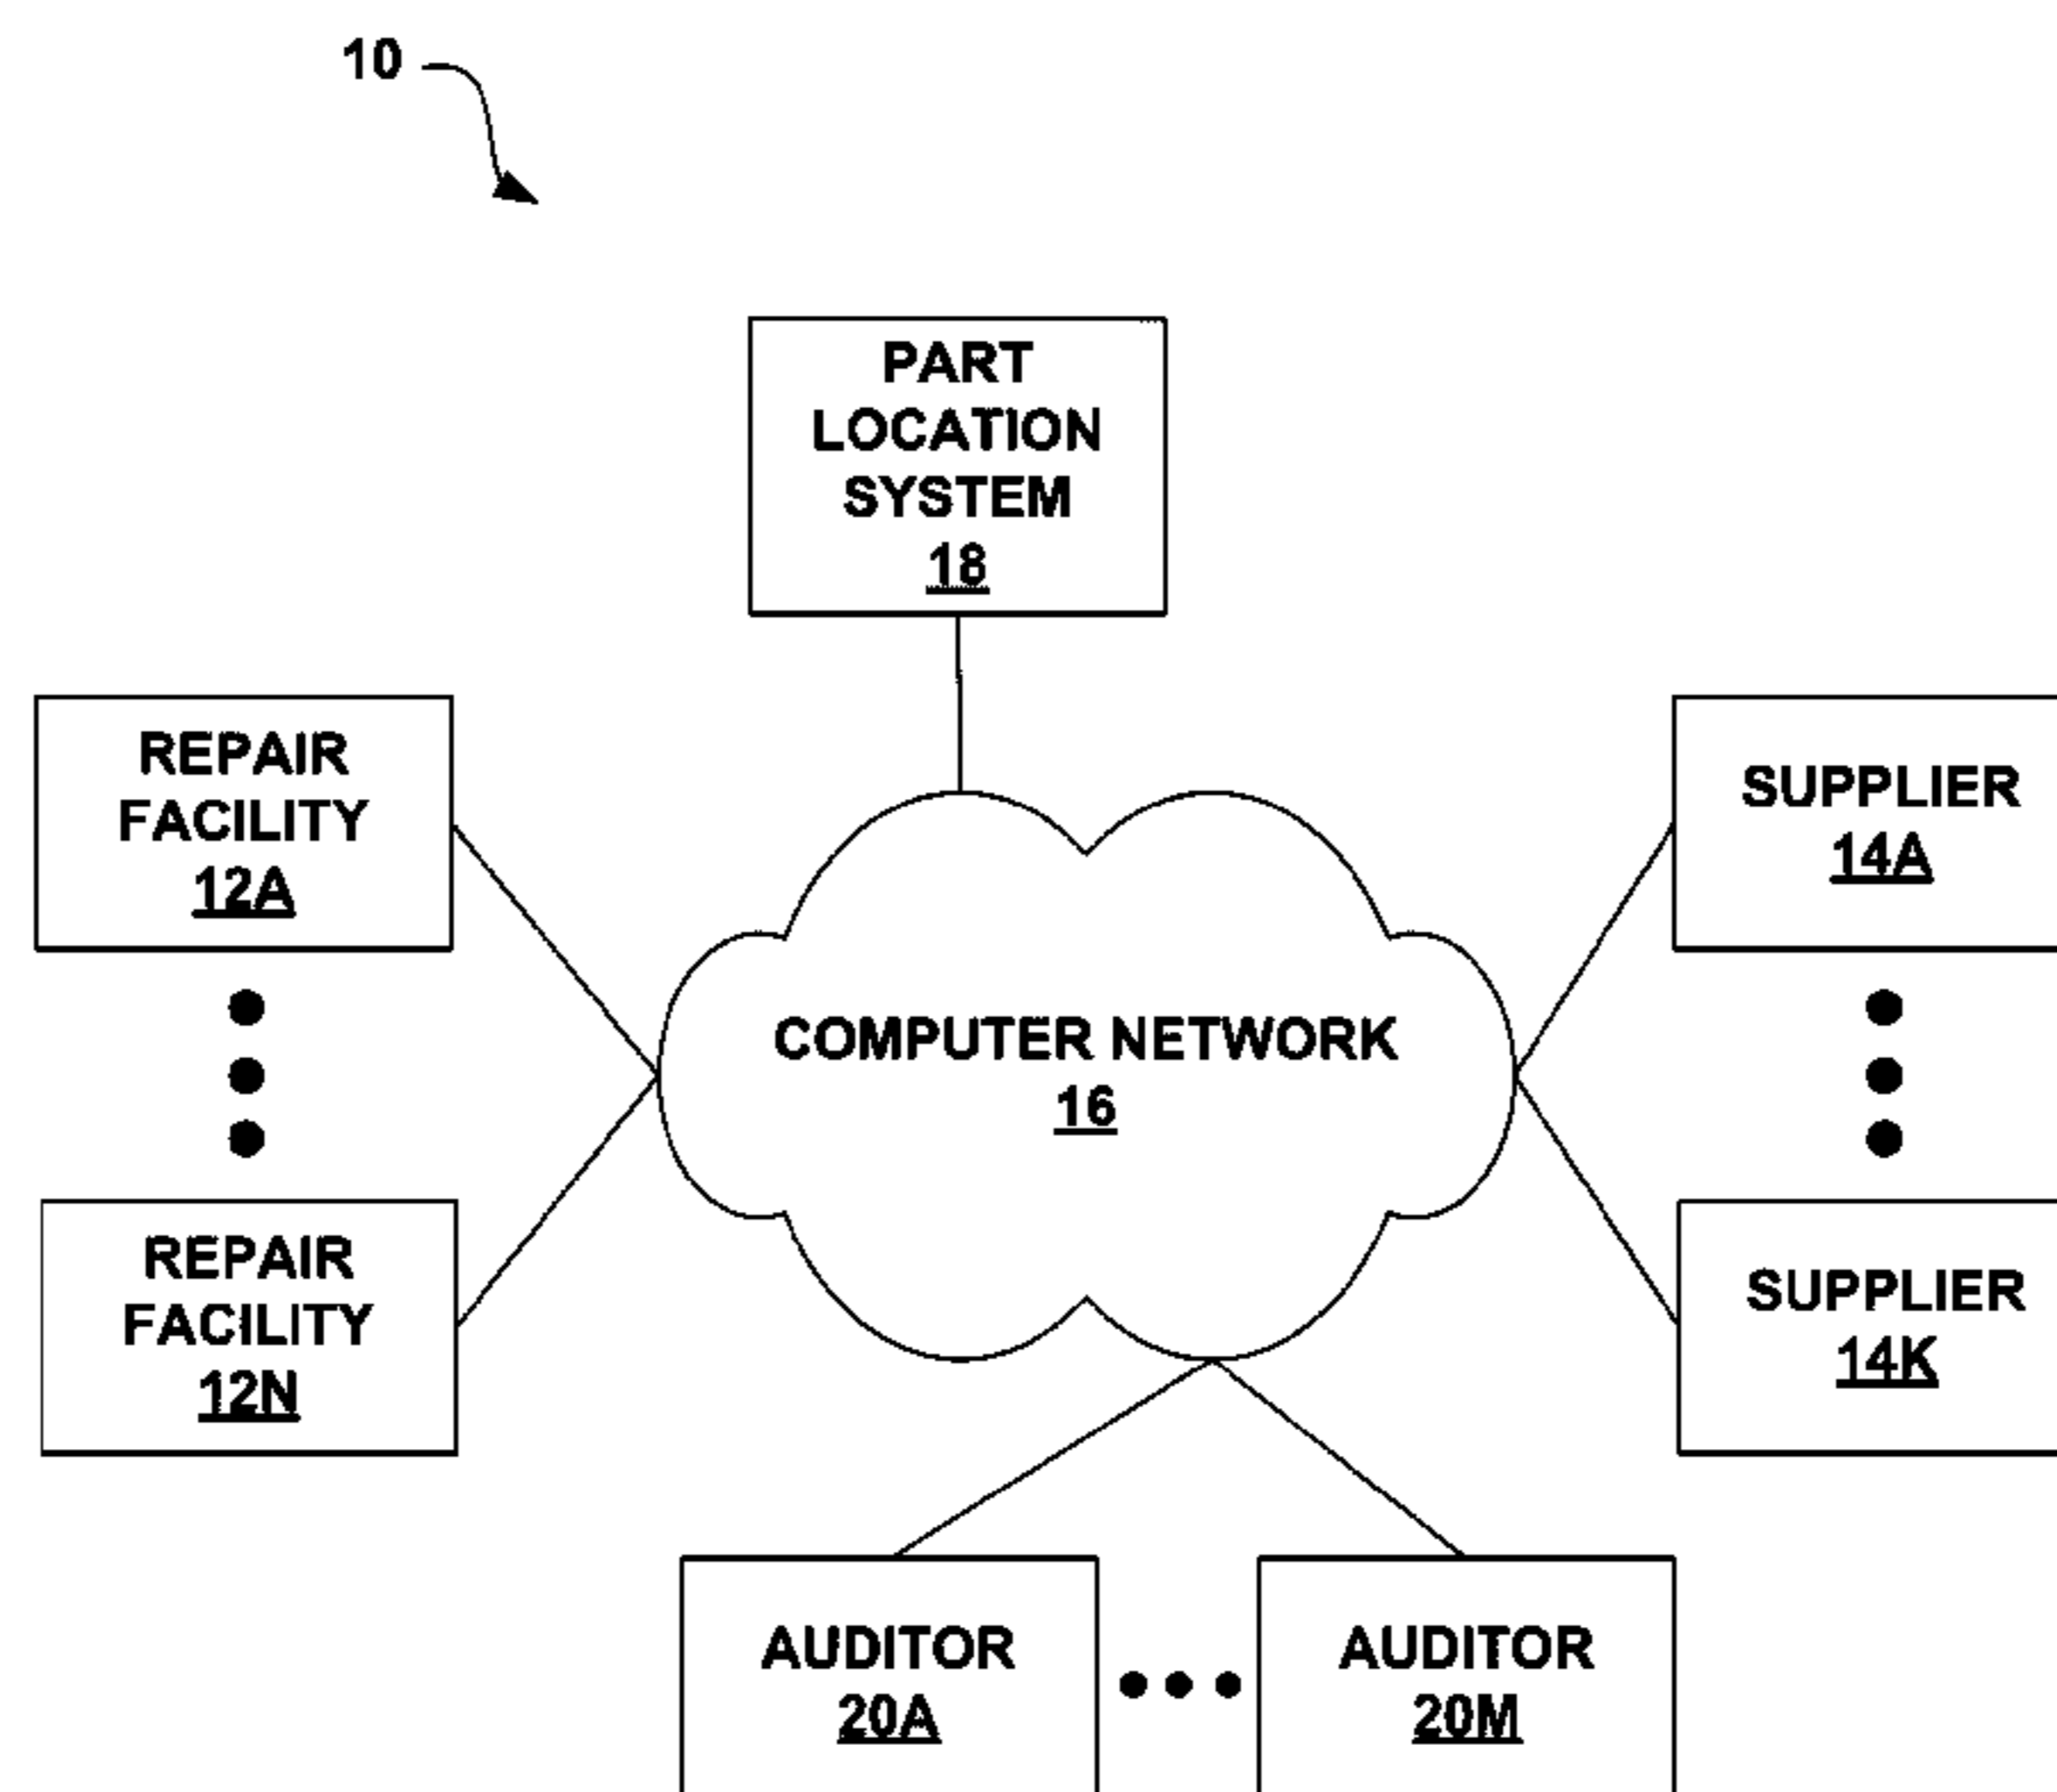 10
PART
LOCATION
SYSTEM
18
REPAIR
FACILITY
12A
SUPPLIER
14A
COMPUTER NETWORK
16
REPAIR
FACILITY
12N
SUPPLIER
14K
AUDITOR
20A
AUDITOR
20M